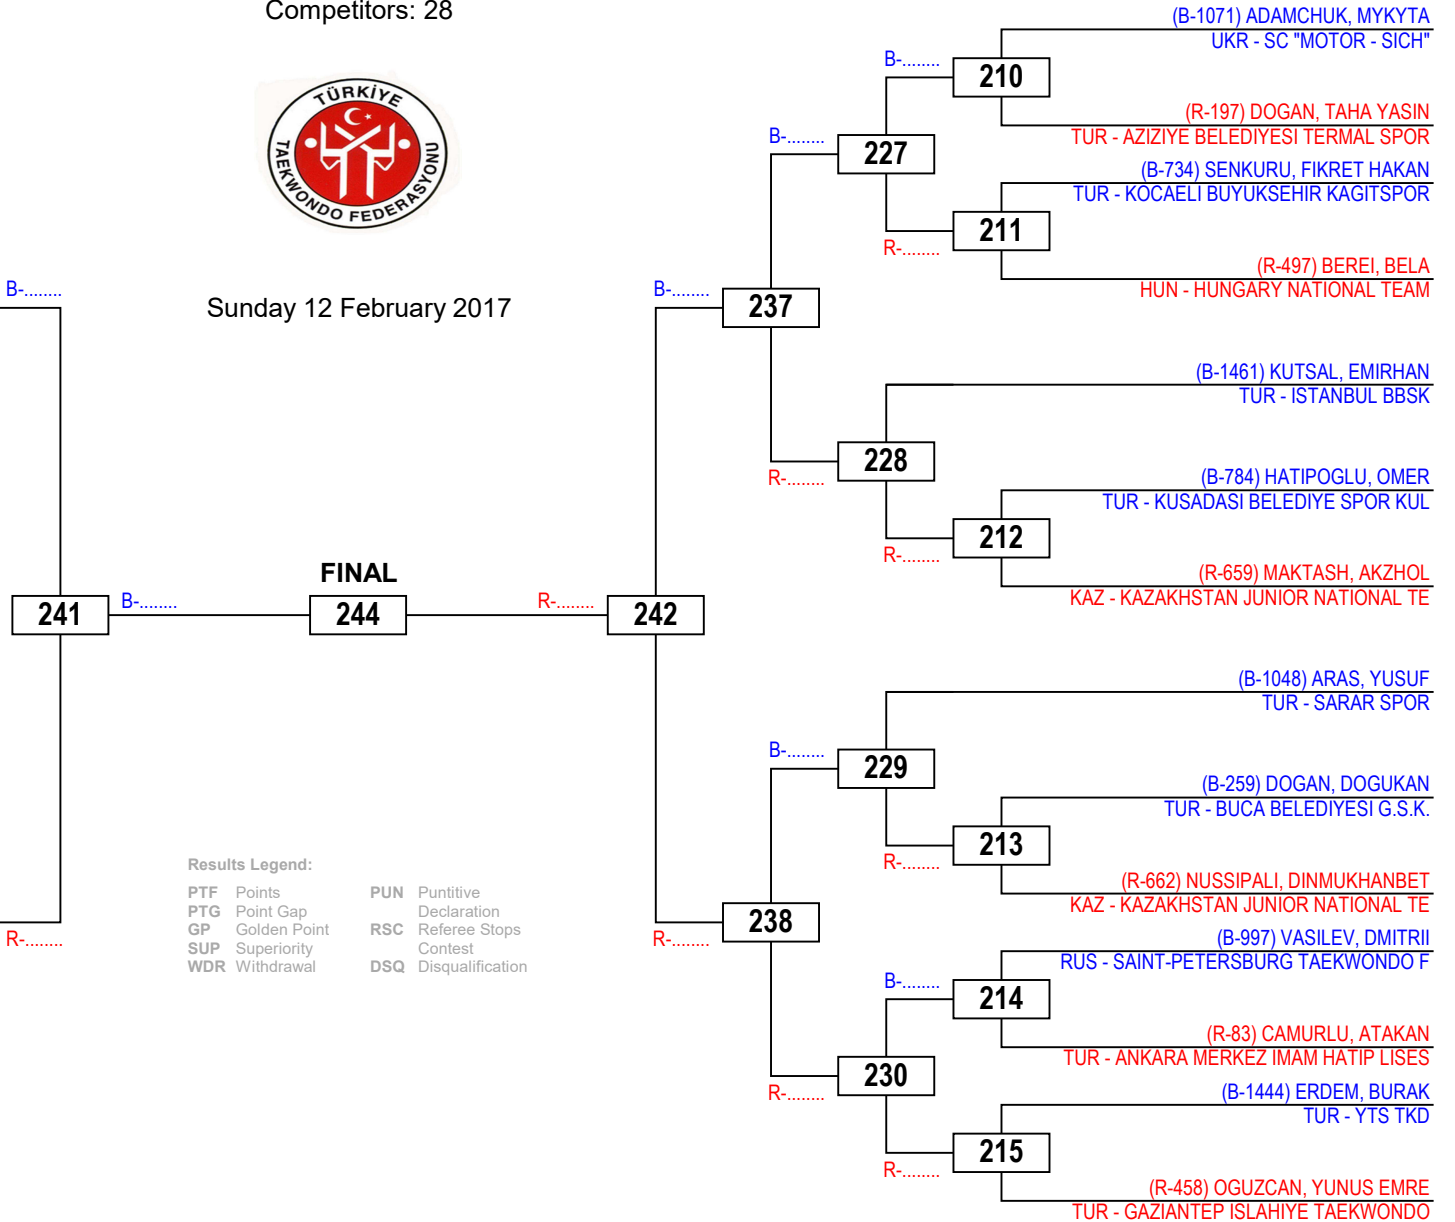 Competitors: 28
TÜRKİYE
TAEKWONDO FEDERASYONU
Sunday 12 February 2017
B-........
R-........
241
B-........
FINAL
244
R-........
242
B-........
R-........
237
B-........
R-........
238
B-........
R-........
227
B-........
R-........
228
R-........
229
R-........
230
B-........
R-........
210
(B-1071) ADAMCHUK, MYKYTA
UKR - SC "MOTOR - SICH"
(R-197) DOGAN, TAHA YASIN
TUR - AZIZIYE BELEDIYESI TERMAL SPOR
211
(B-734) SENKURU, FIKRET HAKAN
TUR - KOCAELI BUYUKSEHIR KAGITSPOR
(R-497) BEREI, BELA
HUN - HUNGARY NATIONAL TEAM
(B-1461) KUTSAL, EMIRHAN
TUR - ISTANBUL BBSK
212
(B-784) HATIPOGLU, OMER
TUR - KUSADASI BELEDIYE SPOR KUL
(R-659) MAKTASH, AKZHOL
KAZ - KAZAKHSTAN JUNIOR NATIONAL TE
(B-1048) ARAS, YUSUF
TUR - SARAR SPOR
213
(B-259) DOGAN, DOGUKAN
TUR - BUCA BELEDIYESI G.S.K.
(R-662) NUSSIPALI, DINMUKHANBET
KAZ - KAZAKHSTAN JUNIOR NATIONAL TE
214
(B-997) VASILEV, DMITRII
RUS - SAINT-PETERSBURG TAEKWONDO F
(R-83) CAMURLU, ATAKAN
TUR - ANKARA MERKEZ IMAM HATIP LISES
215
(B-1444) ERDEM, BURAK
TUR - YTS TKD
(R-458) OGUZCAN, YUNUS EMRE
TUR - GAZIANTEP ISLAHIYE TAEKWONDO
Results Legend:
PTF Points
PTG Point Gap
GP Golden Point
SUP Superiority
WDR Withdrawal
PUN Puntitive
Declaration
RSC Referee Stops
Contest
DSQ Disqualification